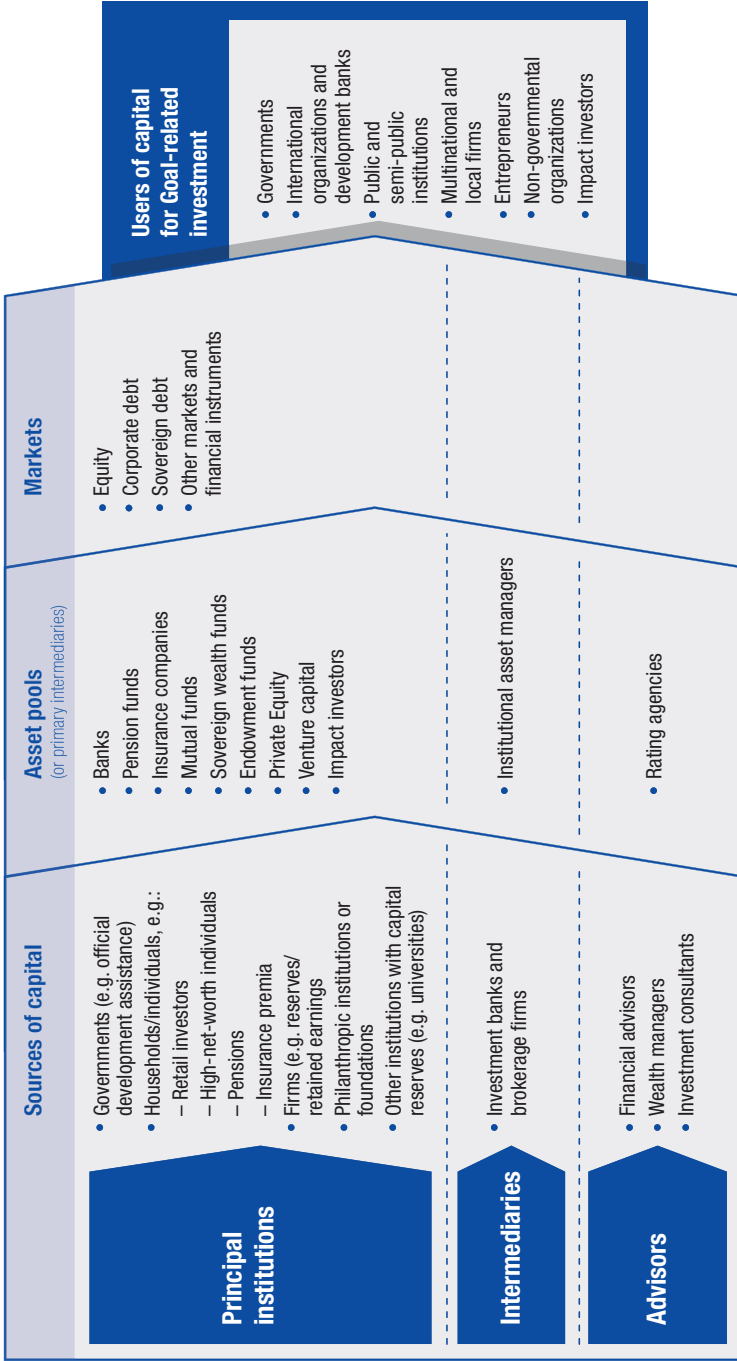 Sources of capital
Asset pools
(or primary intermediaries)
Markets
Users of capital
for Goal-related
investment
Principal
institutions
• Governments (e.g. official
development assistance)
• Households/individuals, e.g.:
– Retail investors
– High-net-worth individuals
– Pensions
– Insurance premia
• Firms (e.g. reserves/
retained earnings
• Philanthropic institutions or
foundations
• Other institutions with capital
reserves (e.g. universities)
• Banks
• Pension funds
• Insurance companies
• Mutual funds
• Sovereign wealth funds
• Endowment funds
• Private Equity
• Venture capital
• Impact investors
• Equity
• Corporate debt
• Sovereign debt
• Other markets and
financial instruments
• Governments
• International
organizations and
development banks
• Public and
semi-public
institutions
• Multinational and
local firms
• Entrepreneurs
• Non-governmental
organizations
• Impact investors
Intermediaries
• Investment banks and
brokerage firms
• Institutional asset managers
Advisors
• Financial advisors
• Wealth managers
• Investment consultants
• Rating agencies